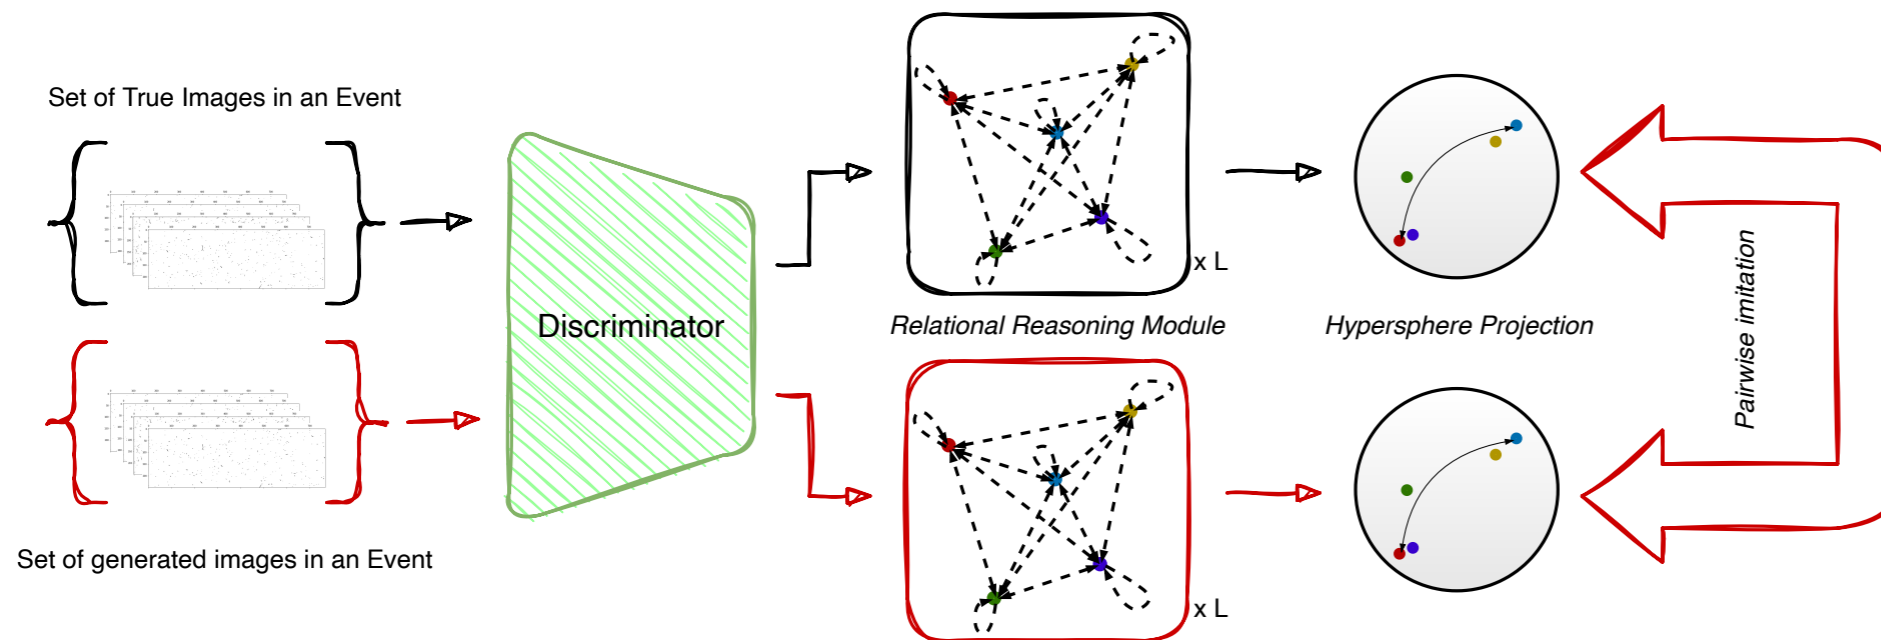 Set of True Images in an Event
Discriminator
x L
Relational Reasoning Module
Hypersphere Projection
Pairwise imitation
Set of generated images in an Event
x L